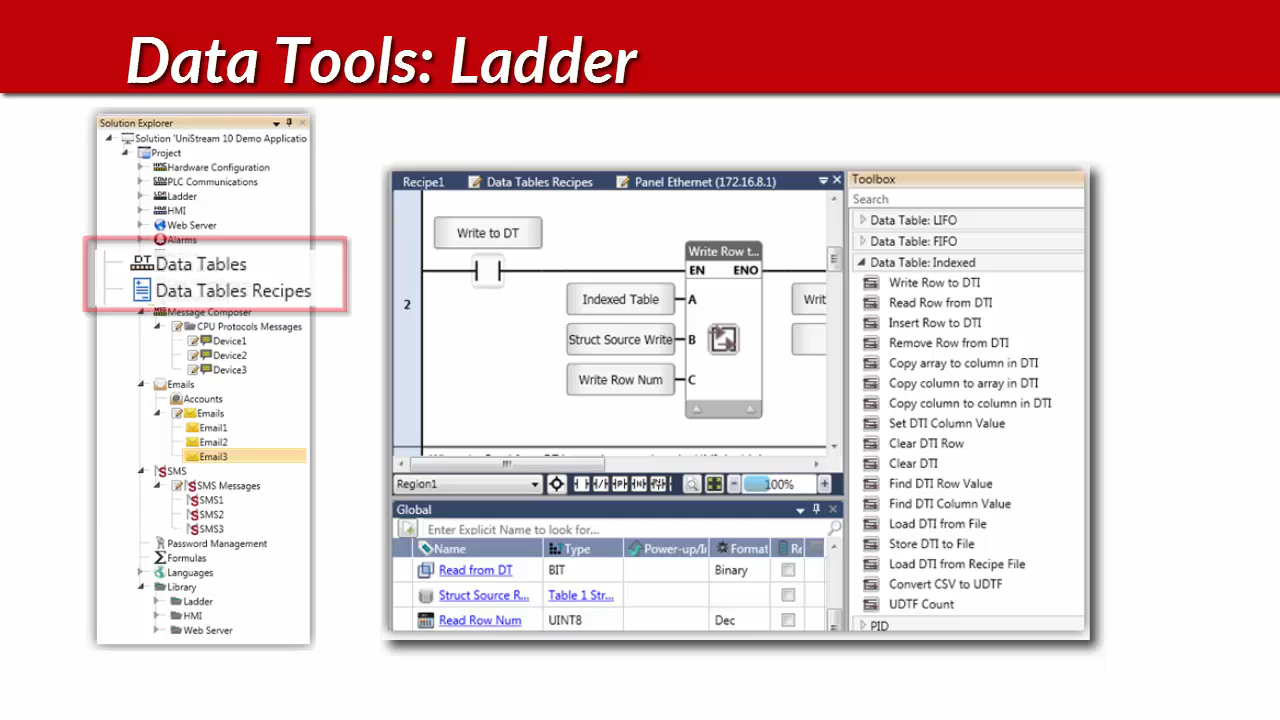 Data Tools: Ladder
Solution Explorer
Solution 'UniStream 10 Demo Applicatio
Project
Hardware Configuration
PLC Communications
Ladder
HMI
Web Server
Alarms
DT Data Tables
Data Tables Recipes
Message Composer
CPU Protocols Messages
Device1
Device2
Device3
Emails
Accounts
Emails
Email1
Email2
Email3
SMS
SMS Messages
SMS1
SMS2
SMS3
Password Management
Formulas
Languages
Library
Ladder
HMI
Web Server
Recipe1 Data Tables Recipes Panel Ethernet (172.16.8.1)
Write to DT
Write Row t...
EN ENO
2
Indexed Table A
Writ
Struct Source Write B
Write Row Num C
Region1
100%
Global
Enter Explicit Name to look for...
Name Type Power-up/I Format Re
Read from DT BIT Binary
Struct Source R... Table 1 Str...
Read Row Num UINT8 Dec
Toolbox
Search
Data Table: LIFO
Data Table: FIFO
Data Table: Indexed
Write Row to DTI
Read Row from DTI
Insert Row to DTI
Remove Row from DTI
Copy array to column in DTI
Copy column to array in DTI
Copy column to column in DTI
Set DTI Column Value
Clear DTI Row
Clear DTI
Find DTI Row Value
Find DTI Column Value
Load DTI from File
Store DTI to File
Load DTI from Recipe File
Convert CSV to UDTF
UDTF Count
PID